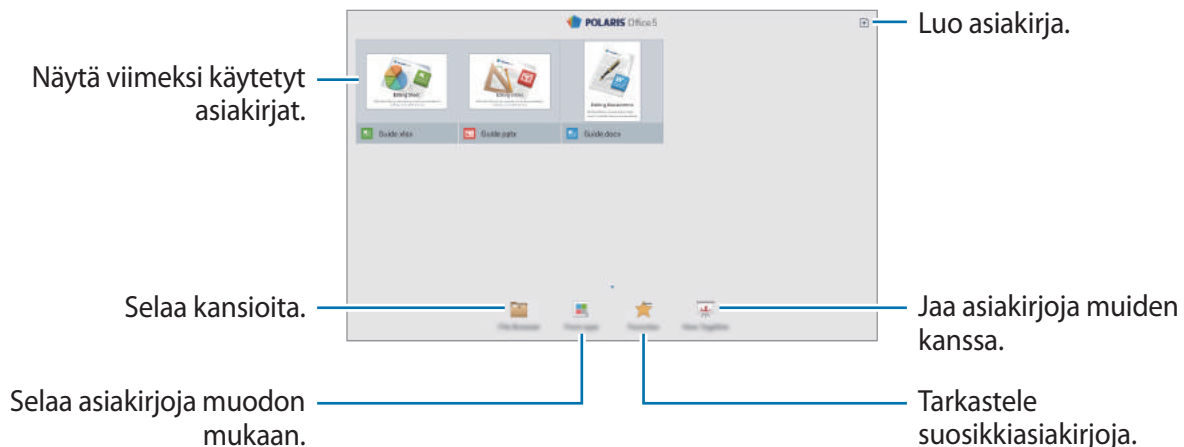 POLARIS Office 5
Luo asiakirja.
Näytä viimeksi käytetyt
asiakirjat.
Guide.xlsx
Guide.pptx
Guide.docx
Selaa kansioita.
Jaa asiakirjoja muiden
kanssa.
Selaa asiakirjoja muodon
mukaan.
Tarkastele
suosikkiasiakirjoja.